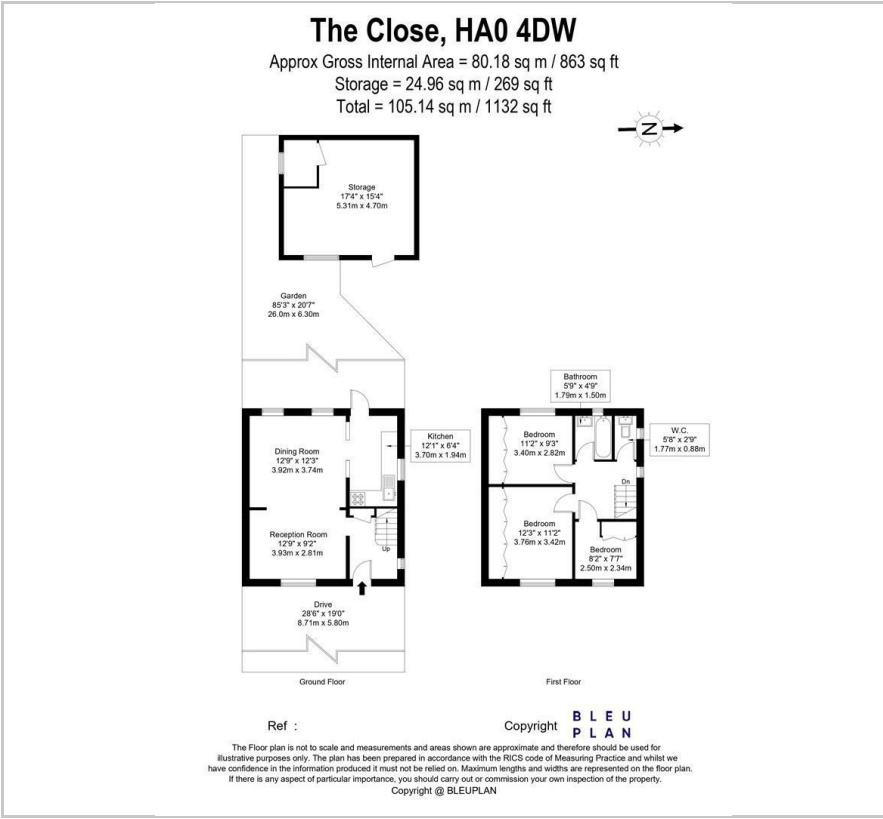 The Close, HA0 4DW
Approx Gross Internal Area = 80.18 sq m / 863 sq ft
Storage = 24.96 sq m / 269 sq ft
Total = 105.14 sq m / 1132 sq ft
N
Storage
17'4" x 15'4"
5.31m x 4.70m
Garden
85'3" x 20'7"
26.0m x 6.30m
Dining Room
12'9" x 12'3"
3.92m x 3.74m
Kitchen
12'1" x 6'4"
3.70m x 1.94m
Reception Room
12'9" x 9'2"
3.93m x 2.81m
Up
Drive
28'6" x 19'0"
8.71m x 5.80m
Ground Floor
Bathroom
5'9" x 4'9"
1.79m x 1.50m
W.C.
5'8" x 2'9"
1.77m x 0.88m
Bedroom
11'2" x 9'3"
3.40m x 2.82m
Dn
Bedroom
12'3" x 11'2"
3.76m x 3.42m
Bedroom
8'2" x 7'7"
2.50m x 2.34m
First Floor
Ref :
Copyright
BLEU
PLAN
The Floor plan is not to scale and measurements and areas shown are approximate and therefore should be used for
illustrative purposes only. The plan has been prepared in accordance with the RICS code of Measuring Practice and whilst we
have confidence in the information produced it must not be relied on. Maximum lengths and widths are represented on the floor plan.
If there is any aspect of particular importance, you should carry out or commission your own inspection of the property.
Copyright @ BLEUPLAN